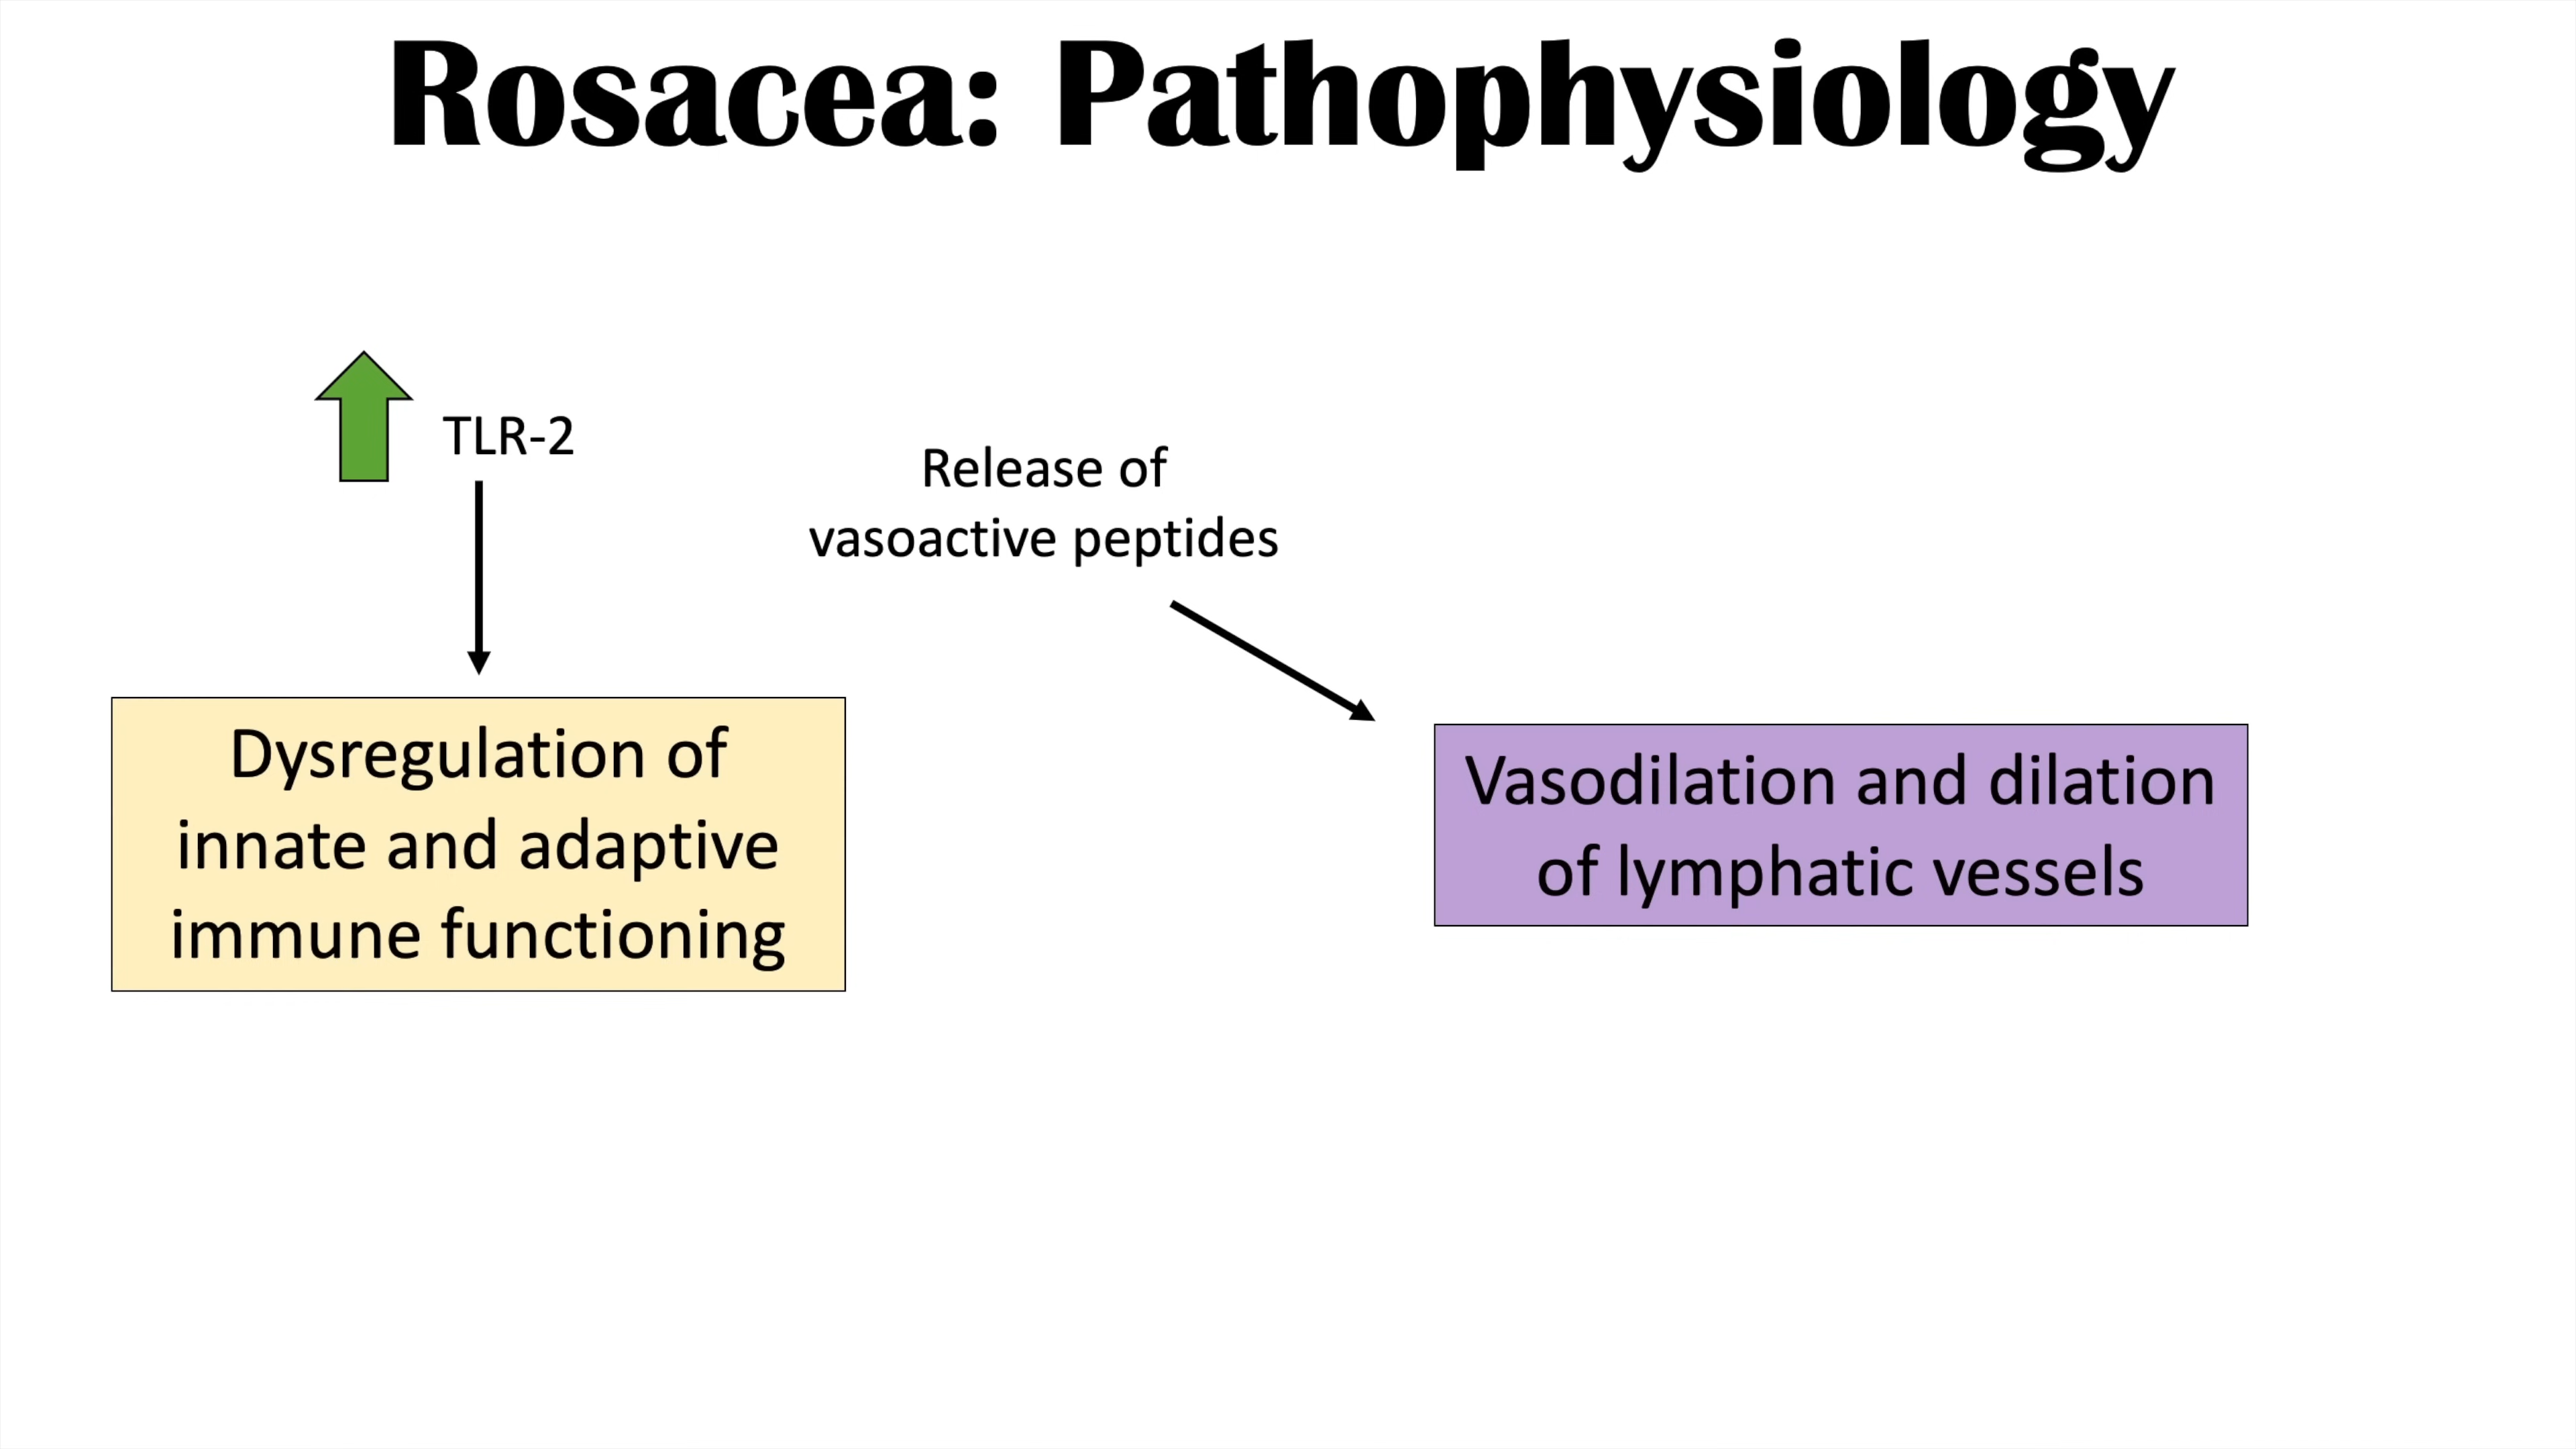 Rosacea: Pathophysiology
TLR-2
Release of
vasoactive peptides
Dysregulation of
innate and adaptive
immune functioning
Vasodilation and dilation
of lymphatic vessels